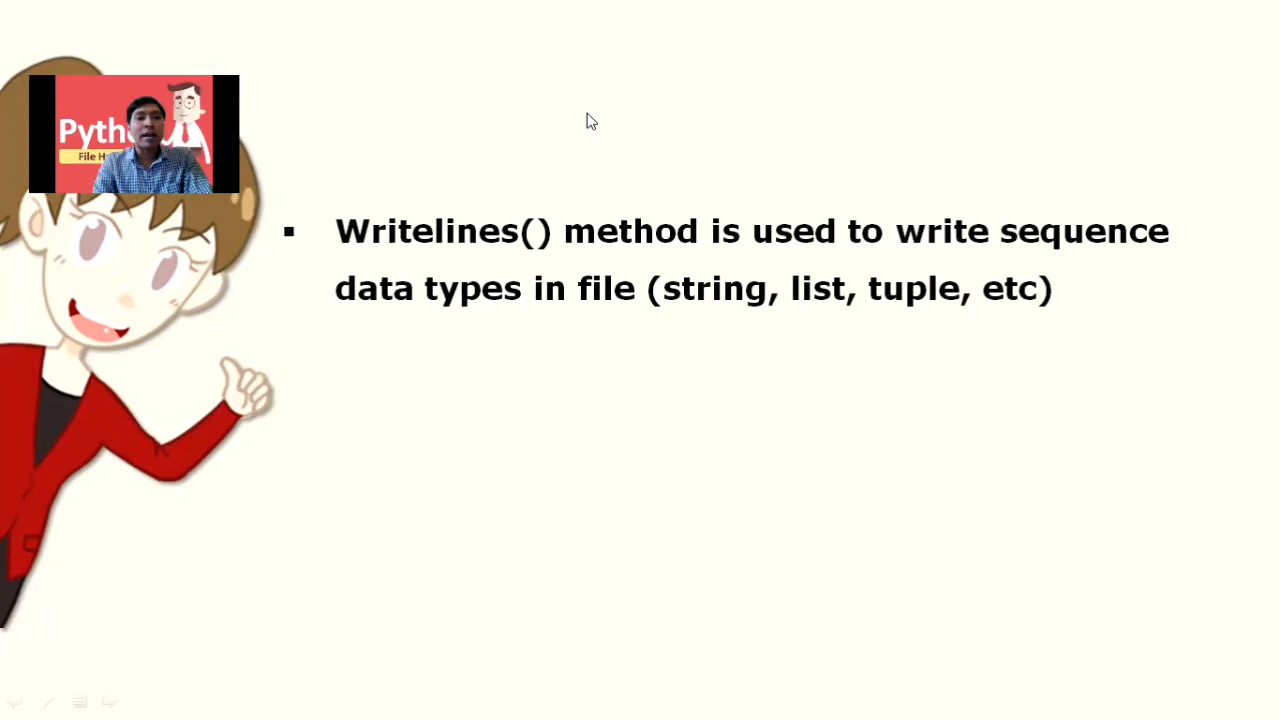 Pyth
File H
▪ Writelines() method is used to write sequence
data types in file (string, list, tuple, etc)